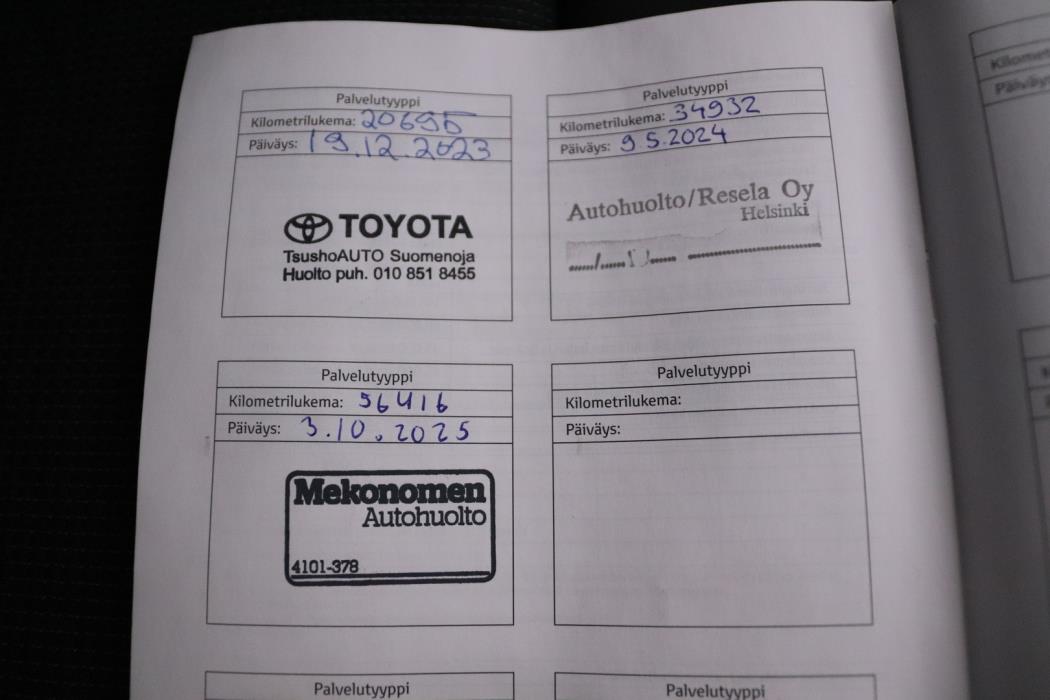 Palvelutyyppi
Kilometrilukema: 20695
Päiväys: 19.12.2023
TOYOTA
TsushoAUTO Suomenoja
Huolto puh. 010 851 8455
Palvelutyyppi
Kilometrilukema: 34932
Päiväys: 9.5.2024
Autohuolto/Resela Oy
Helsinki
Palvelutyyppi
Kilometrilukema: 56416
Päiväys: 3.10.2025
Mekonomen
Autohuolto
4101-378
Palvelutyyppi
Kilometrilukema:
Päiväys:
Palvelutyyppi
Palvelutyyppi